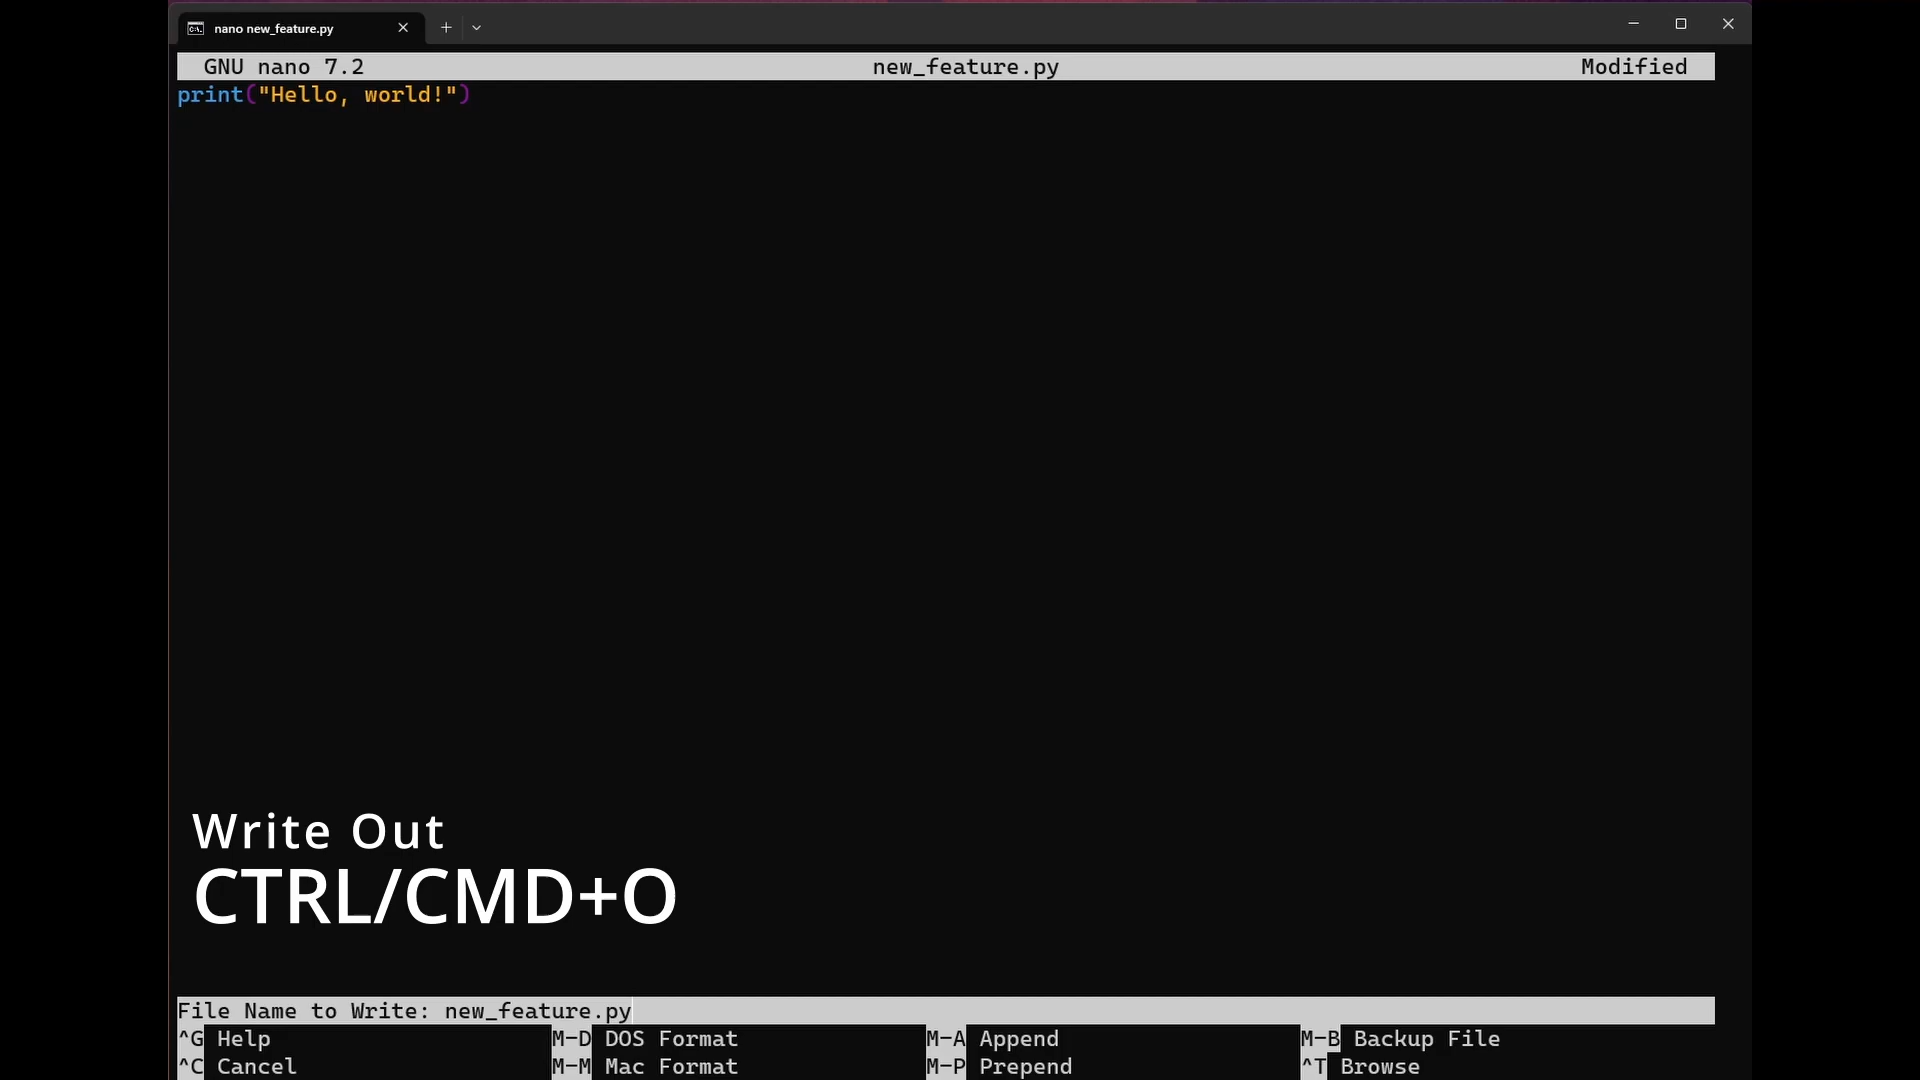 nano new_feature.py
GNU nano 7.2 new_feature.py Modified
print("Hello, world!")
Write Out
CTRL/CMD+O
File Name to Write: new_feature.py
^G Help M-D DOS Format M-A Append M-B Backup File
^C Cancel M-M Mac Format M-P Prepend ^T Browse